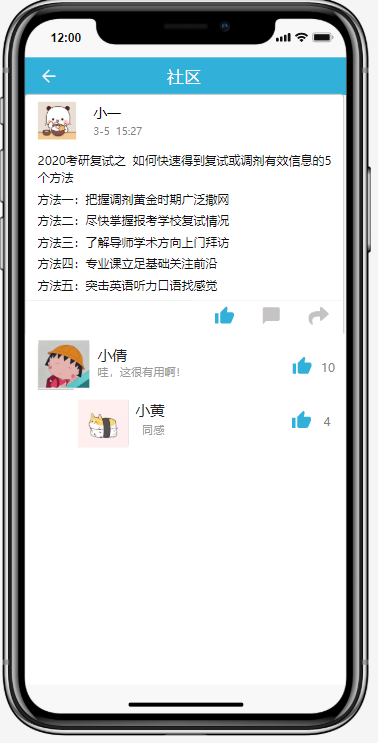 12:00
社区
小一
3-5 15:27
2020考研复试之 如何快速得到复试或调剂有效信息的5
个方法
方法一：把握调剂黄金时期广泛撒网
方法二：尽快掌握报考学校复试情况
方法三：了解导师学术方向上门拜访
方法四：专业课立足基础关注前沿
方法五：突击英语听力口语找感觉
小倩
哇，这很有用啊！
10
小黄
同感
4